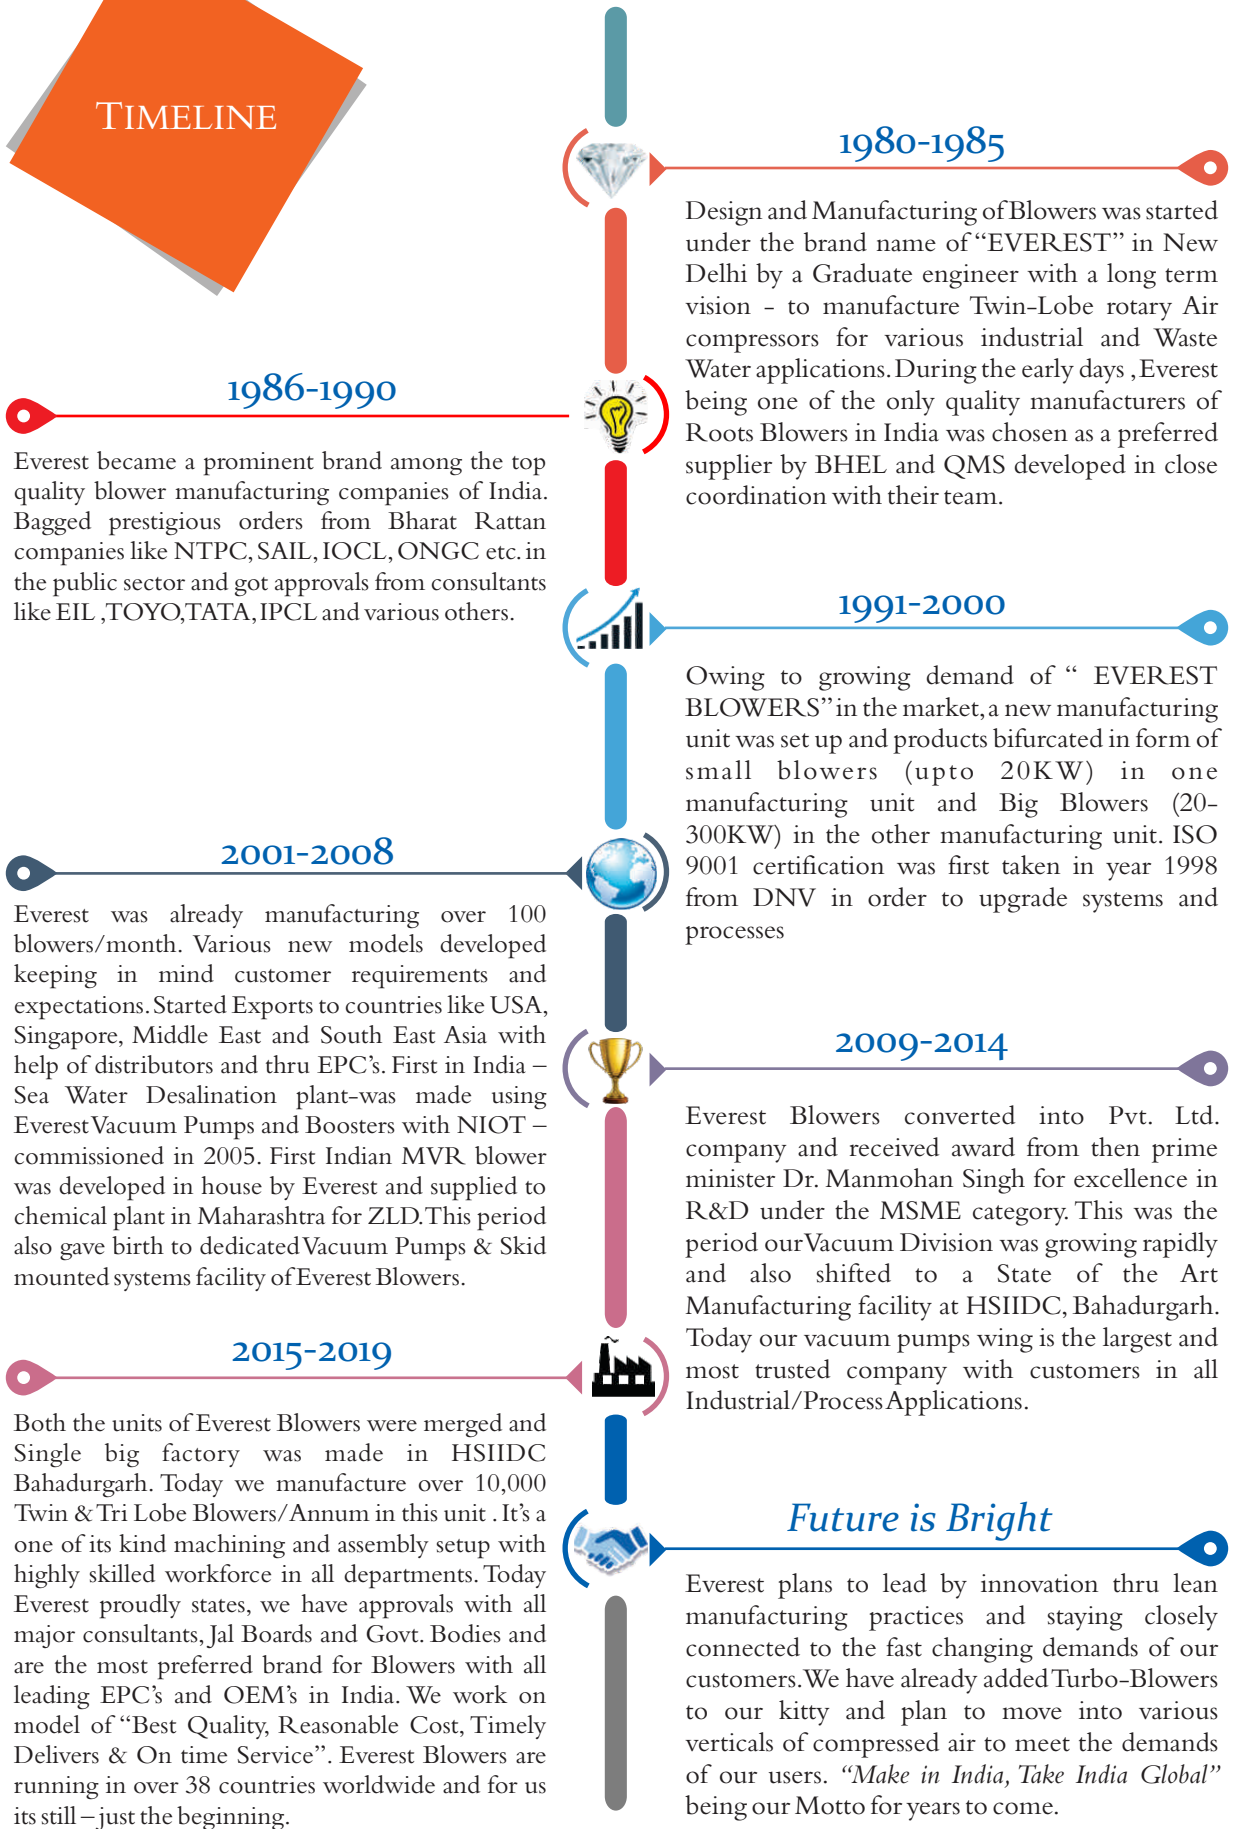 TIMELINE
1980-1985
Design and Manufacturing of Blowers was started
under the brand name of “EVEREST” in New
Delhi by a Graduate engineer with a long term
vision - to manufacture Twin-Lobe rotary Air
compressors for various industrial and Waste
Water applications. During the early days , Everest
being one of the only quality manufacturers of
Roots Blowers in India was chosen as a preferred
supplier by BHEL and QMS developed in close
coordination with their team.
1986-1990
Everest became a prominent brand among the top
quality blower manufacturing companies of India.
Bagged prestigious orders from Bharat Rattan
companies like NTPC, SAIL, IOCL, ONGC etc. in
the public sector and got approvals from consultants
like EIL ,TOYO,TATA, IPCL and various others.
1991-2000
Owing to growing demand of “ EVEREST
BLOWERS” in the market, a new manufacturing
unit was set up and products bifurcated in form of
small blowers (upto 20KW) in one
manufacturing unit and Big Blowers (20-
300KW) in the other manufacturing unit. ISO
9001 certification was first taken in year 1998
from DNV in order to upgrade systems and
processes
2001-2008
Everest was already manufacturing over 100
blowers/month. Various new models developed
keeping in mind customer requirements and
expectations. Started Exports to countries like USA,
Singapore, Middle East and South East Asia with
help of distributors and thru EPC’s. First in India –
Sea Water Desalination plant-was made using
Everest Vacuum Pumps and Boosters with NIOT –
commissioned in 2005. First Indian MVR blower
was developed in house by Everest and supplied to
chemical plant in Maharashtra for ZLD. This period
also gave birth to dedicated Vacuum Pumps & Skid
mounted systems facility of Everest Blowers.
2009-2014
Everest Blowers converted into Pvt. Ltd.
company and received award from then prime
minister Dr. Manmohan Singh for excellence in
R&D under the MSME category. This was the
period our Vacuum Division was growing rapidly
and also shifted to a State of the Art
Manufacturing facility at HSIIDC, Bahadurgarh.
Today our vacuum pumps wing is the largest and
most trusted company with customers in all
Industrial/Process Applications.
2015-2019
Both the units of Everest Blowers were merged and
Single big factory was made in HSIIDC
Bahadurgarh. Today we manufacture over 10,000
Twin & Tri Lobe Blowers/Annum in this unit . It’s a
one of its kind machining and assembly setup with
highly skilled workforce in all departments. Today
Everest proudly states, we have approvals with all
major consultants, Jal Boards and Govt. Bodies and
are the most preferred brand for Blowers with all
leading EPC’s and OEM’s in India. We work on
model of “Best Quality, Reasonable Cost, Timely
Delivers & On time Service”. Everest Blowers are
running in over 38 countries worldwide and for us
its still – just the beginning.
Future is Bright
Everest plans to lead by innovation thru lean
manufacturing practices and staying closely
connected to the fast changing demands of our
customers. We have already added Turbo-Blowers
to our kitty and plan to move into various
verticals of compressed air to meet the demands
of our users. “Make in India, Take India Global”
being our Motto for years to come.